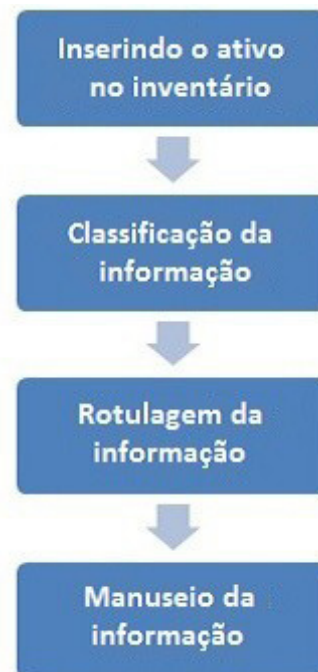 Inserindo o ativo
no inventário
Classificação da
informação
Rotulagem da
informação
Manuseio da
informação